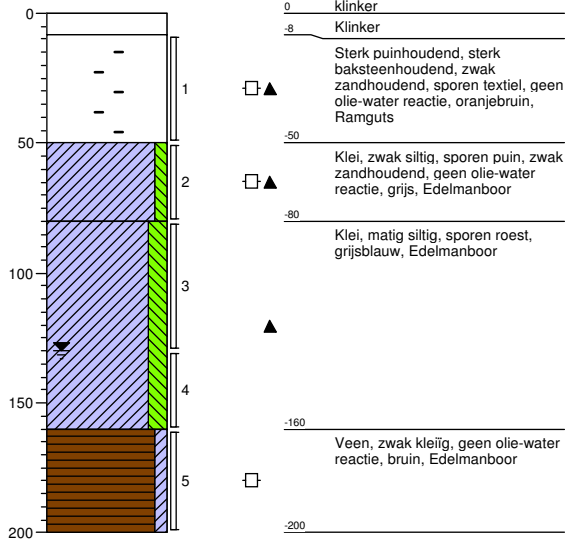 0
50
100
150
200
1
2
3
4
5
0
klinker
-8
Klinker
Sterk puinhoudend, sterk
baksteenhoudend, zwak
zandhoudend, sporen textiel, geen
olie-water reactie, oranjebruin,
Ramguts
-50
Klei, zwak siltig, sporen puin, zwak
zandhoudend, geen olie-water
reactie, grijs, Edelmanboor
-80
Klei, matig siltig, sporen roest,
grijsblauw, Edelmanboor
-160
Veen, zwak kleiïg, geen olie-water
reactie, bruin, Edelmanboor
-200